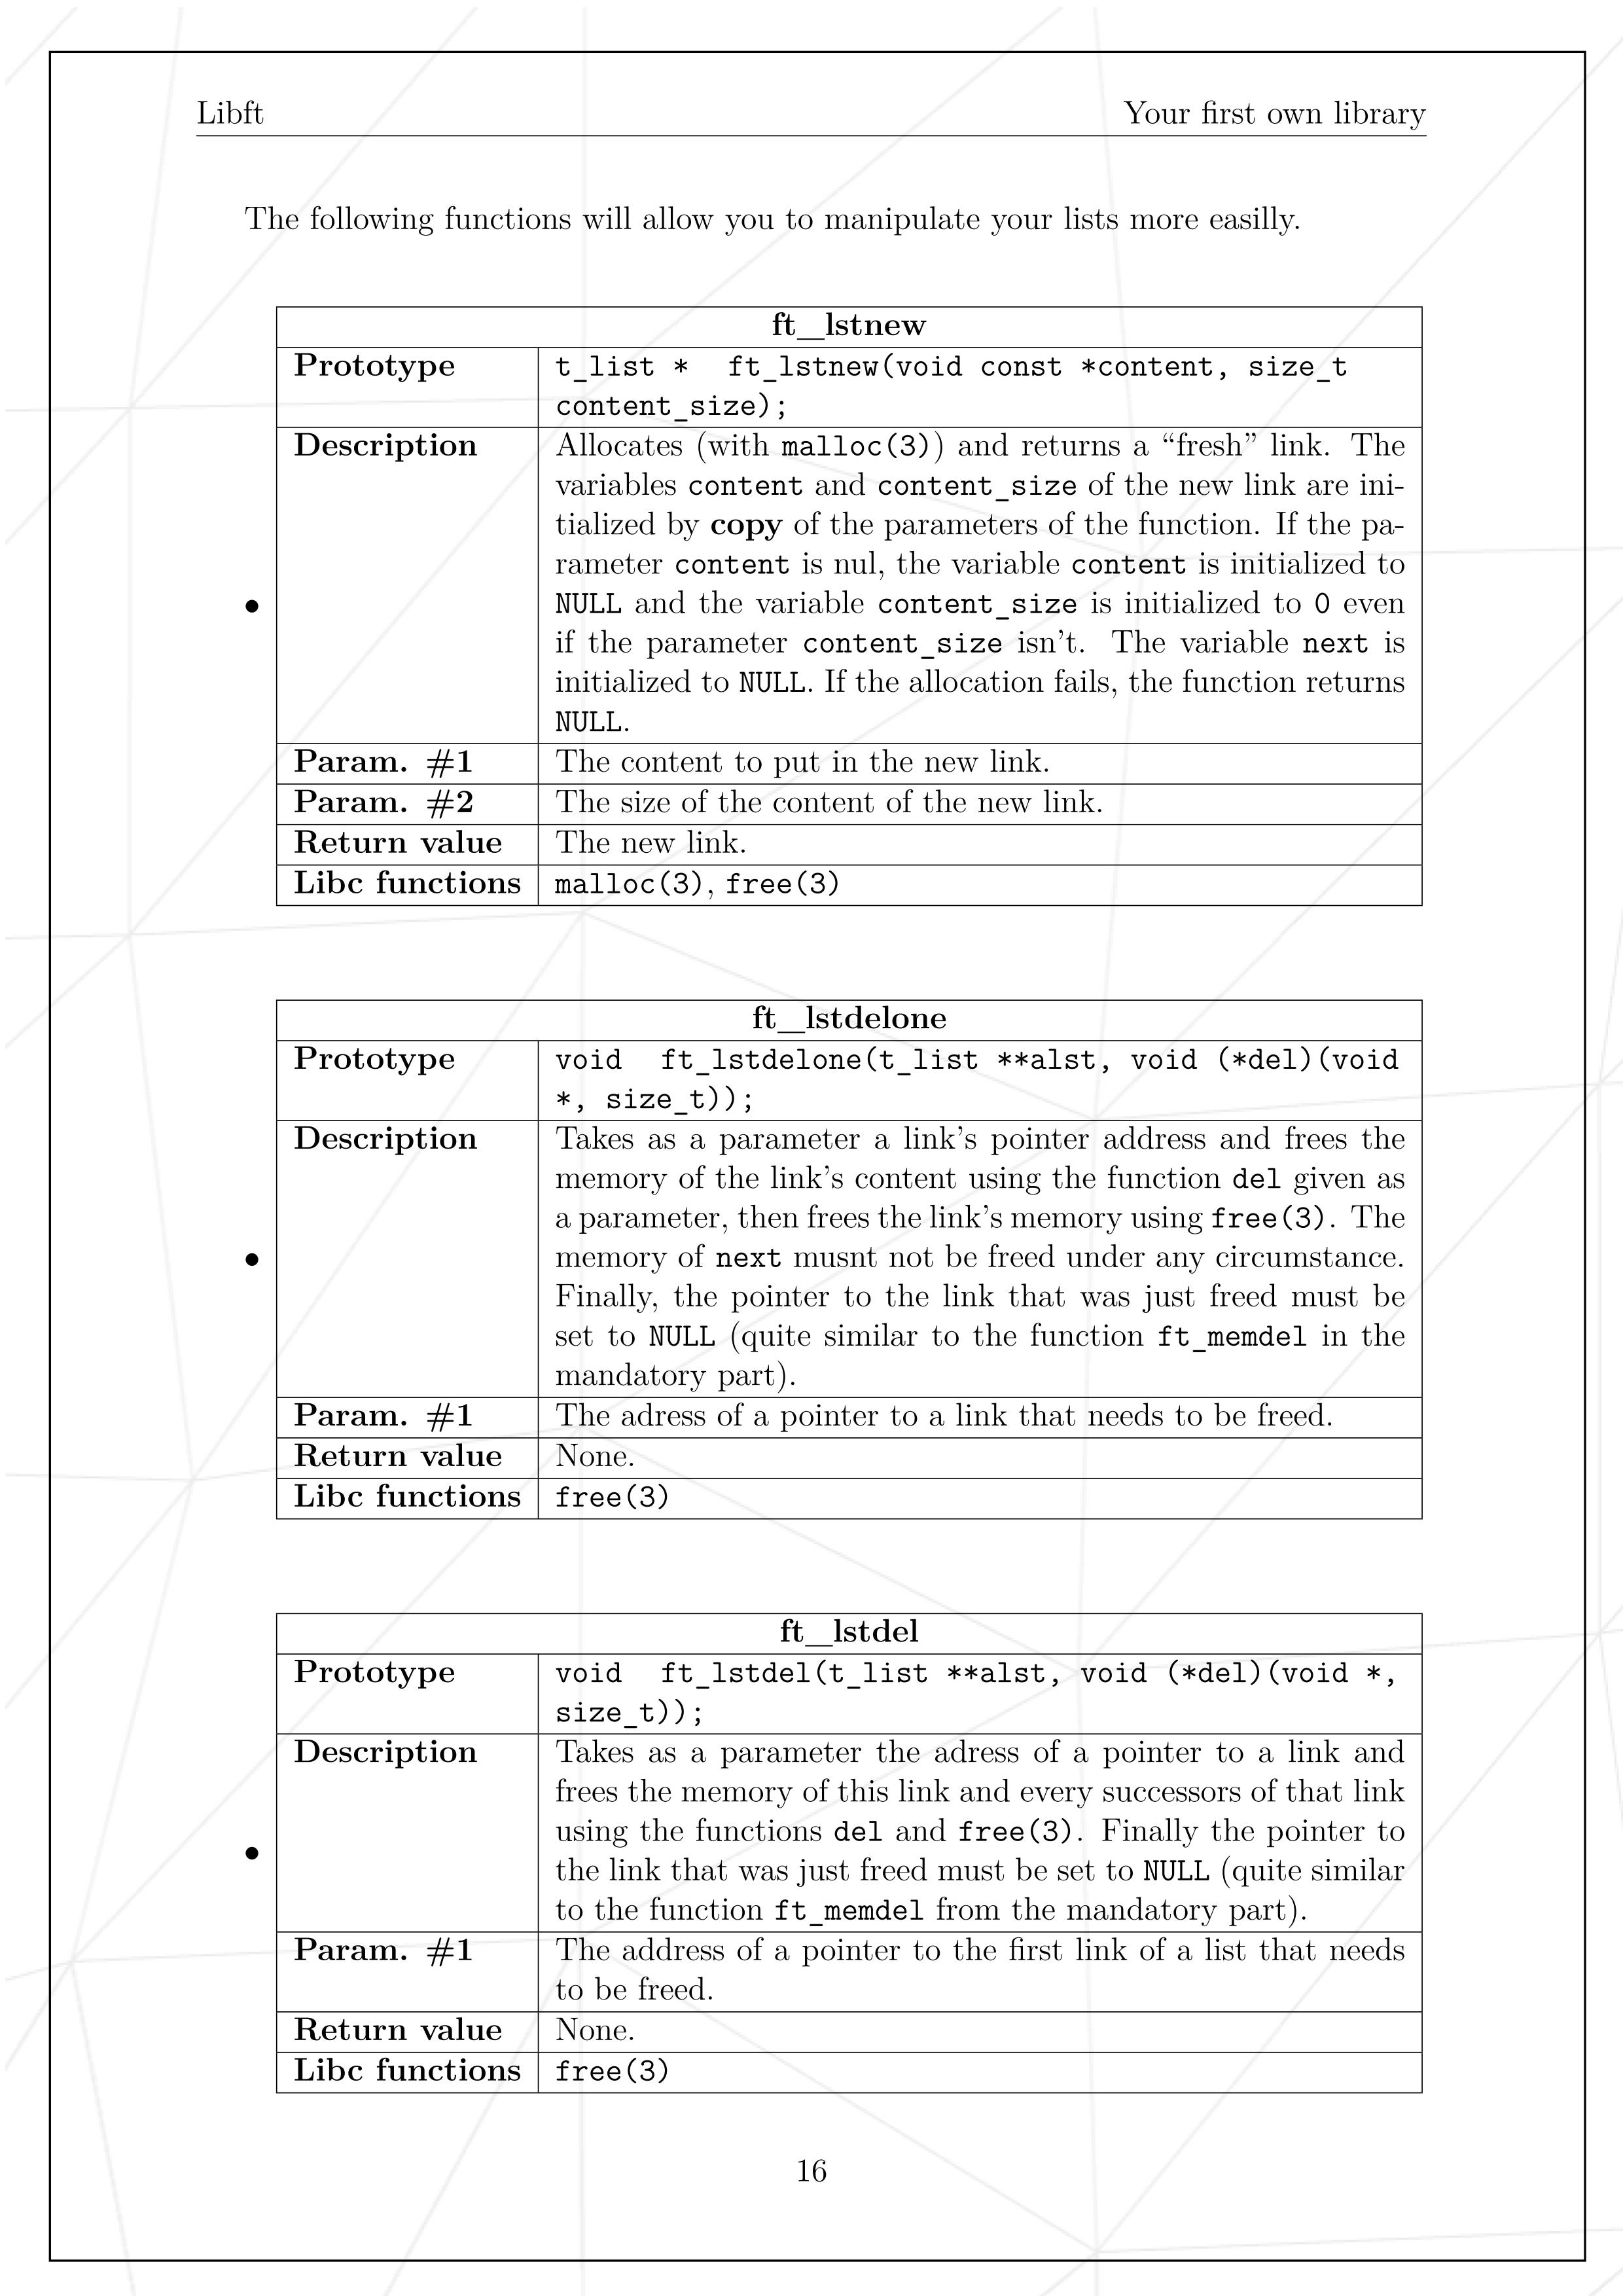 Libft
Your first own library
The following functions will allow you to manipulate your lists more easilly.
ft_lstnew
Prototype
t_list * ft_lstnew(void const *content, size_t
content_size);
Description
Allocates (with malloc(3)) and returns a “fresh” link. The
variables content and content_size of the new link are ini-
tialized by copy of the parameters of the function. If the pa-
rameter content is nul, the variable content is initialized to
NULL and the variable content_size is initialized to 0 even
if the parameter content_size isn't. The variable next is
initialized to NULL. If the allocation fails, the function returns
NULL.
Param. #1
The content to put in the new link.
Param. #2
The size of the content of the new link.
Return value
The new link.
Libc functions
malloc(3), free(3)
ft_lstdelone
Prototype
void ft_lstdelone(t_list **alst, void (*del)(void
*, size_t));
Description
Takes as a parameter a link's pointer address and frees the
memory of the link's content using the function del given as
a parameter, then frees the link's memory using free(3). The
memory of next musnt not be freed under any circumstance.
Finally, the pointer to the link that was just freed must be
set to NULL (quite similar to the function ft_memdel in the
mandatory part).
Param. #1
The adress of a pointer to a link that needs to be freed.
Return value
None.
Libc functions
free(3)
ft_lstdel
Prototype
void ft_lstdel(t_list **alst, void (*del)(void *,
size_t));
Description
Takes as a parameter the adress of a pointer to a link and
frees the memory of this link and every successors of that link
using the functions del and free(3). Finally the pointer to
the link that was just freed must be set to NULL (quite similar
to the function ft_memdel from the mandatory part).
Param. #1
The address of a pointer to the first link of a list that needs
to be freed.
Return value
None.
Libc functions
free(3)
16